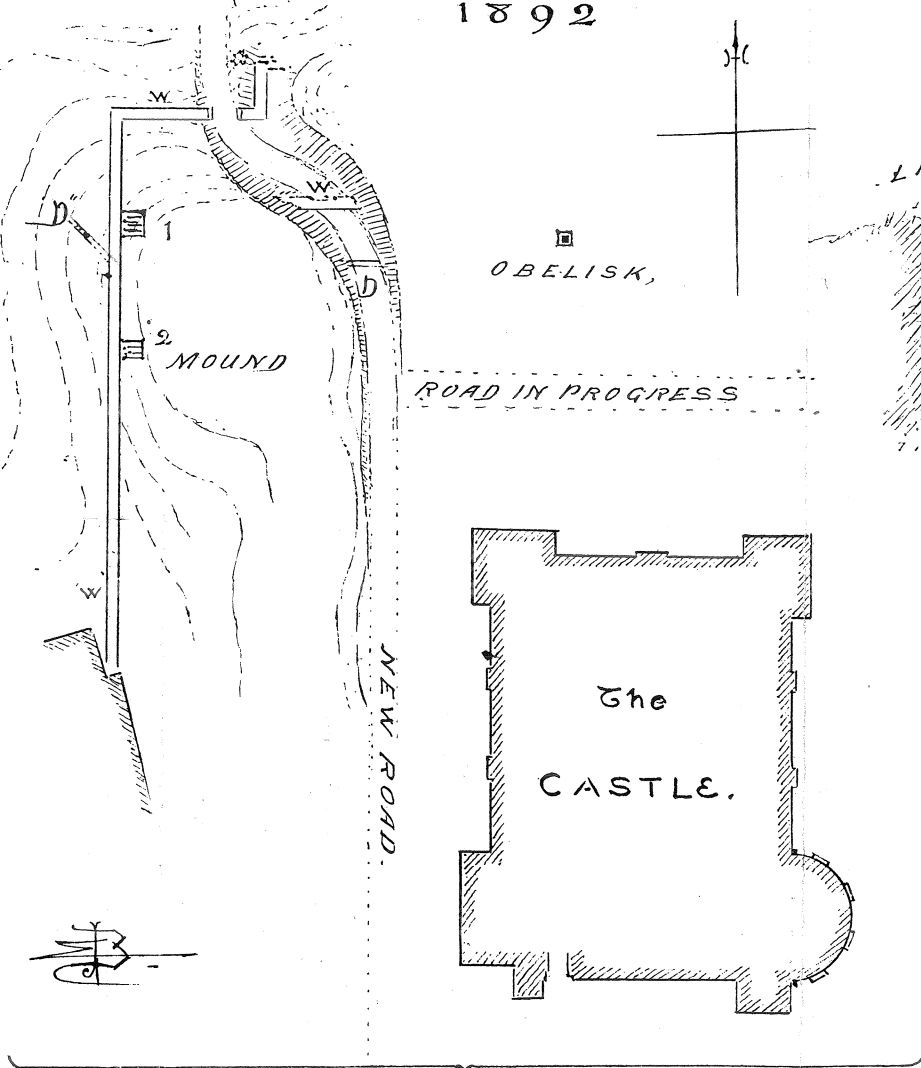 1892
W
W
D
1
OBELISK,
D
2
MOUND
ROAD IN PROGRESS
W
NEW ROAD.
The
CASTLE.